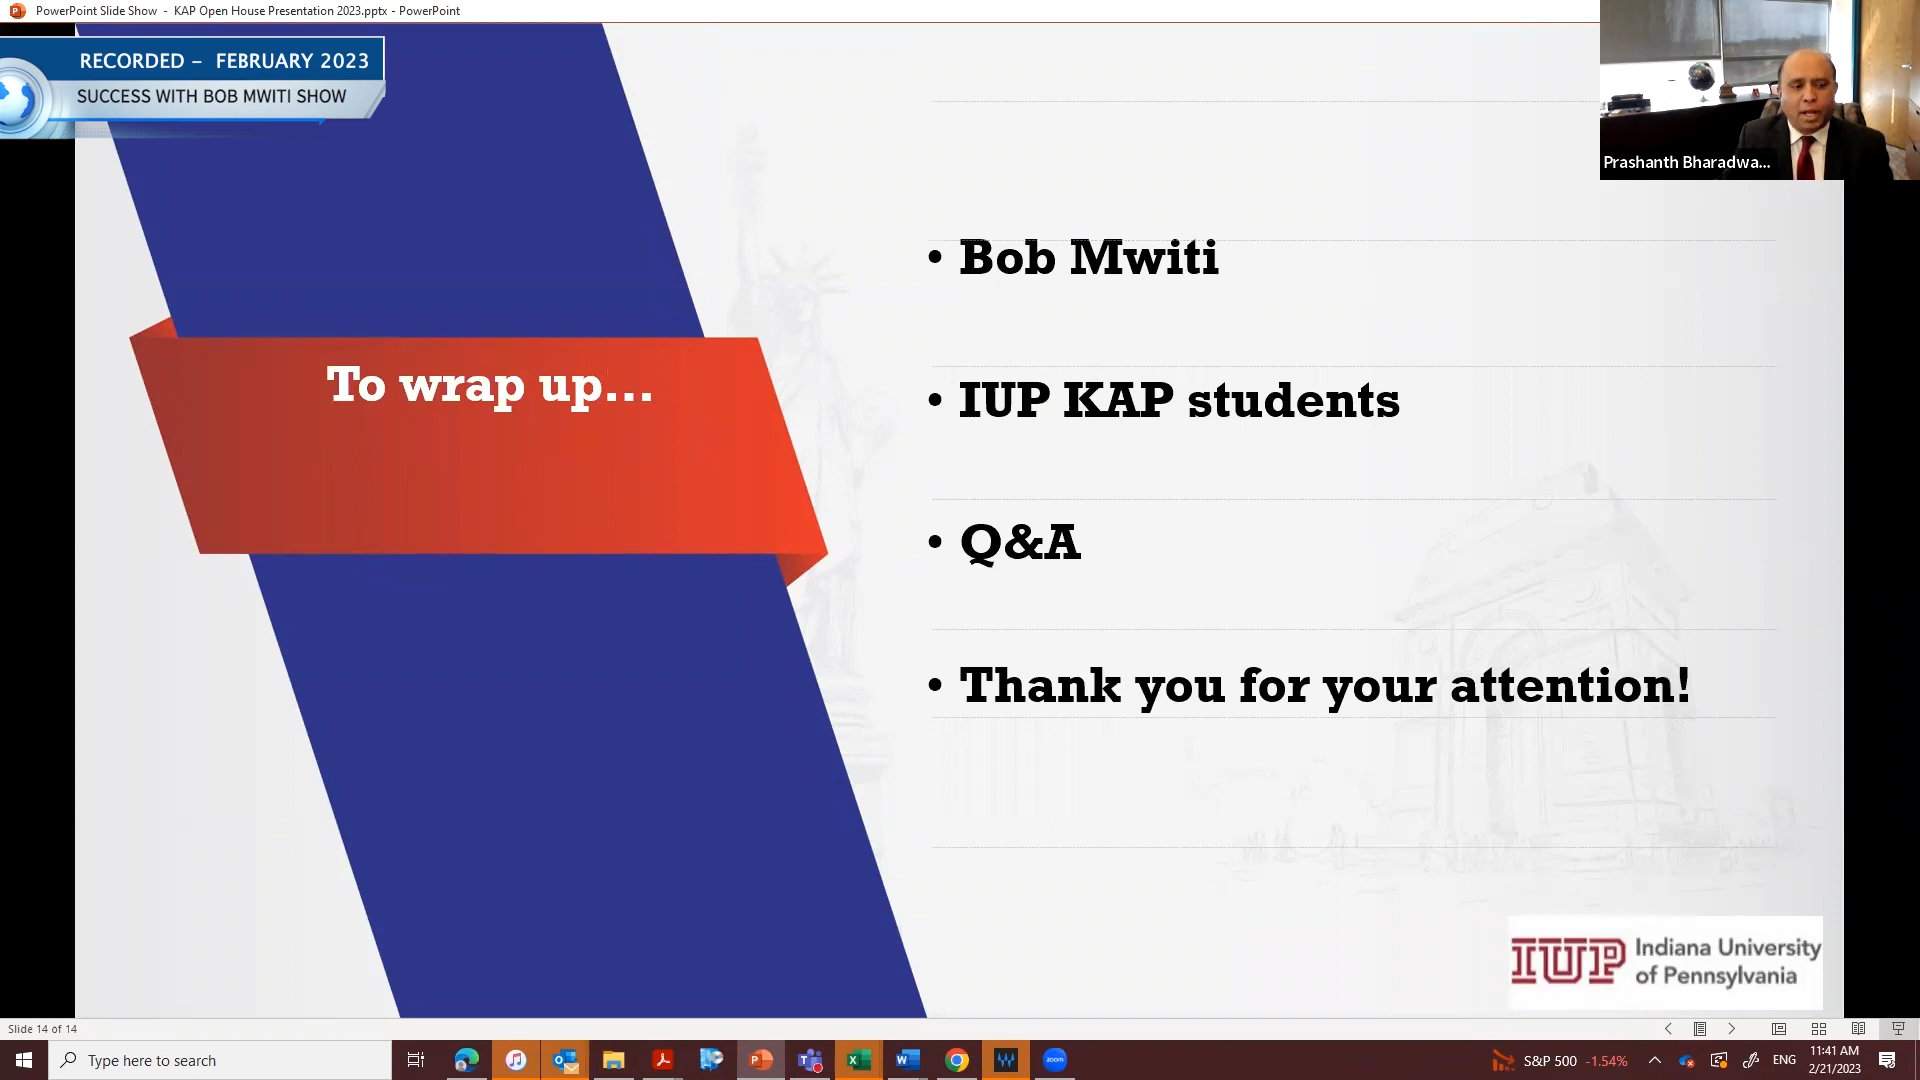 PowerPoint Slide Show - KAP Open House Presentation 2023.pptx - PowerPoint
RECORDED – FEBRUARY 2023
SUCCESS WITH BOB MWITI SHOW
Prashanth Bharadwa...
To wrap up...
• Bob Mwiti
• IUP KAP students
• Q&A
• Thank you for your attention!
IUP Indiana University
of Pennsylvania
Slide 14 of 14
Type here to search
S&P 500 -1.54%
ENG
11:41 AM
2/21/2023
zoom